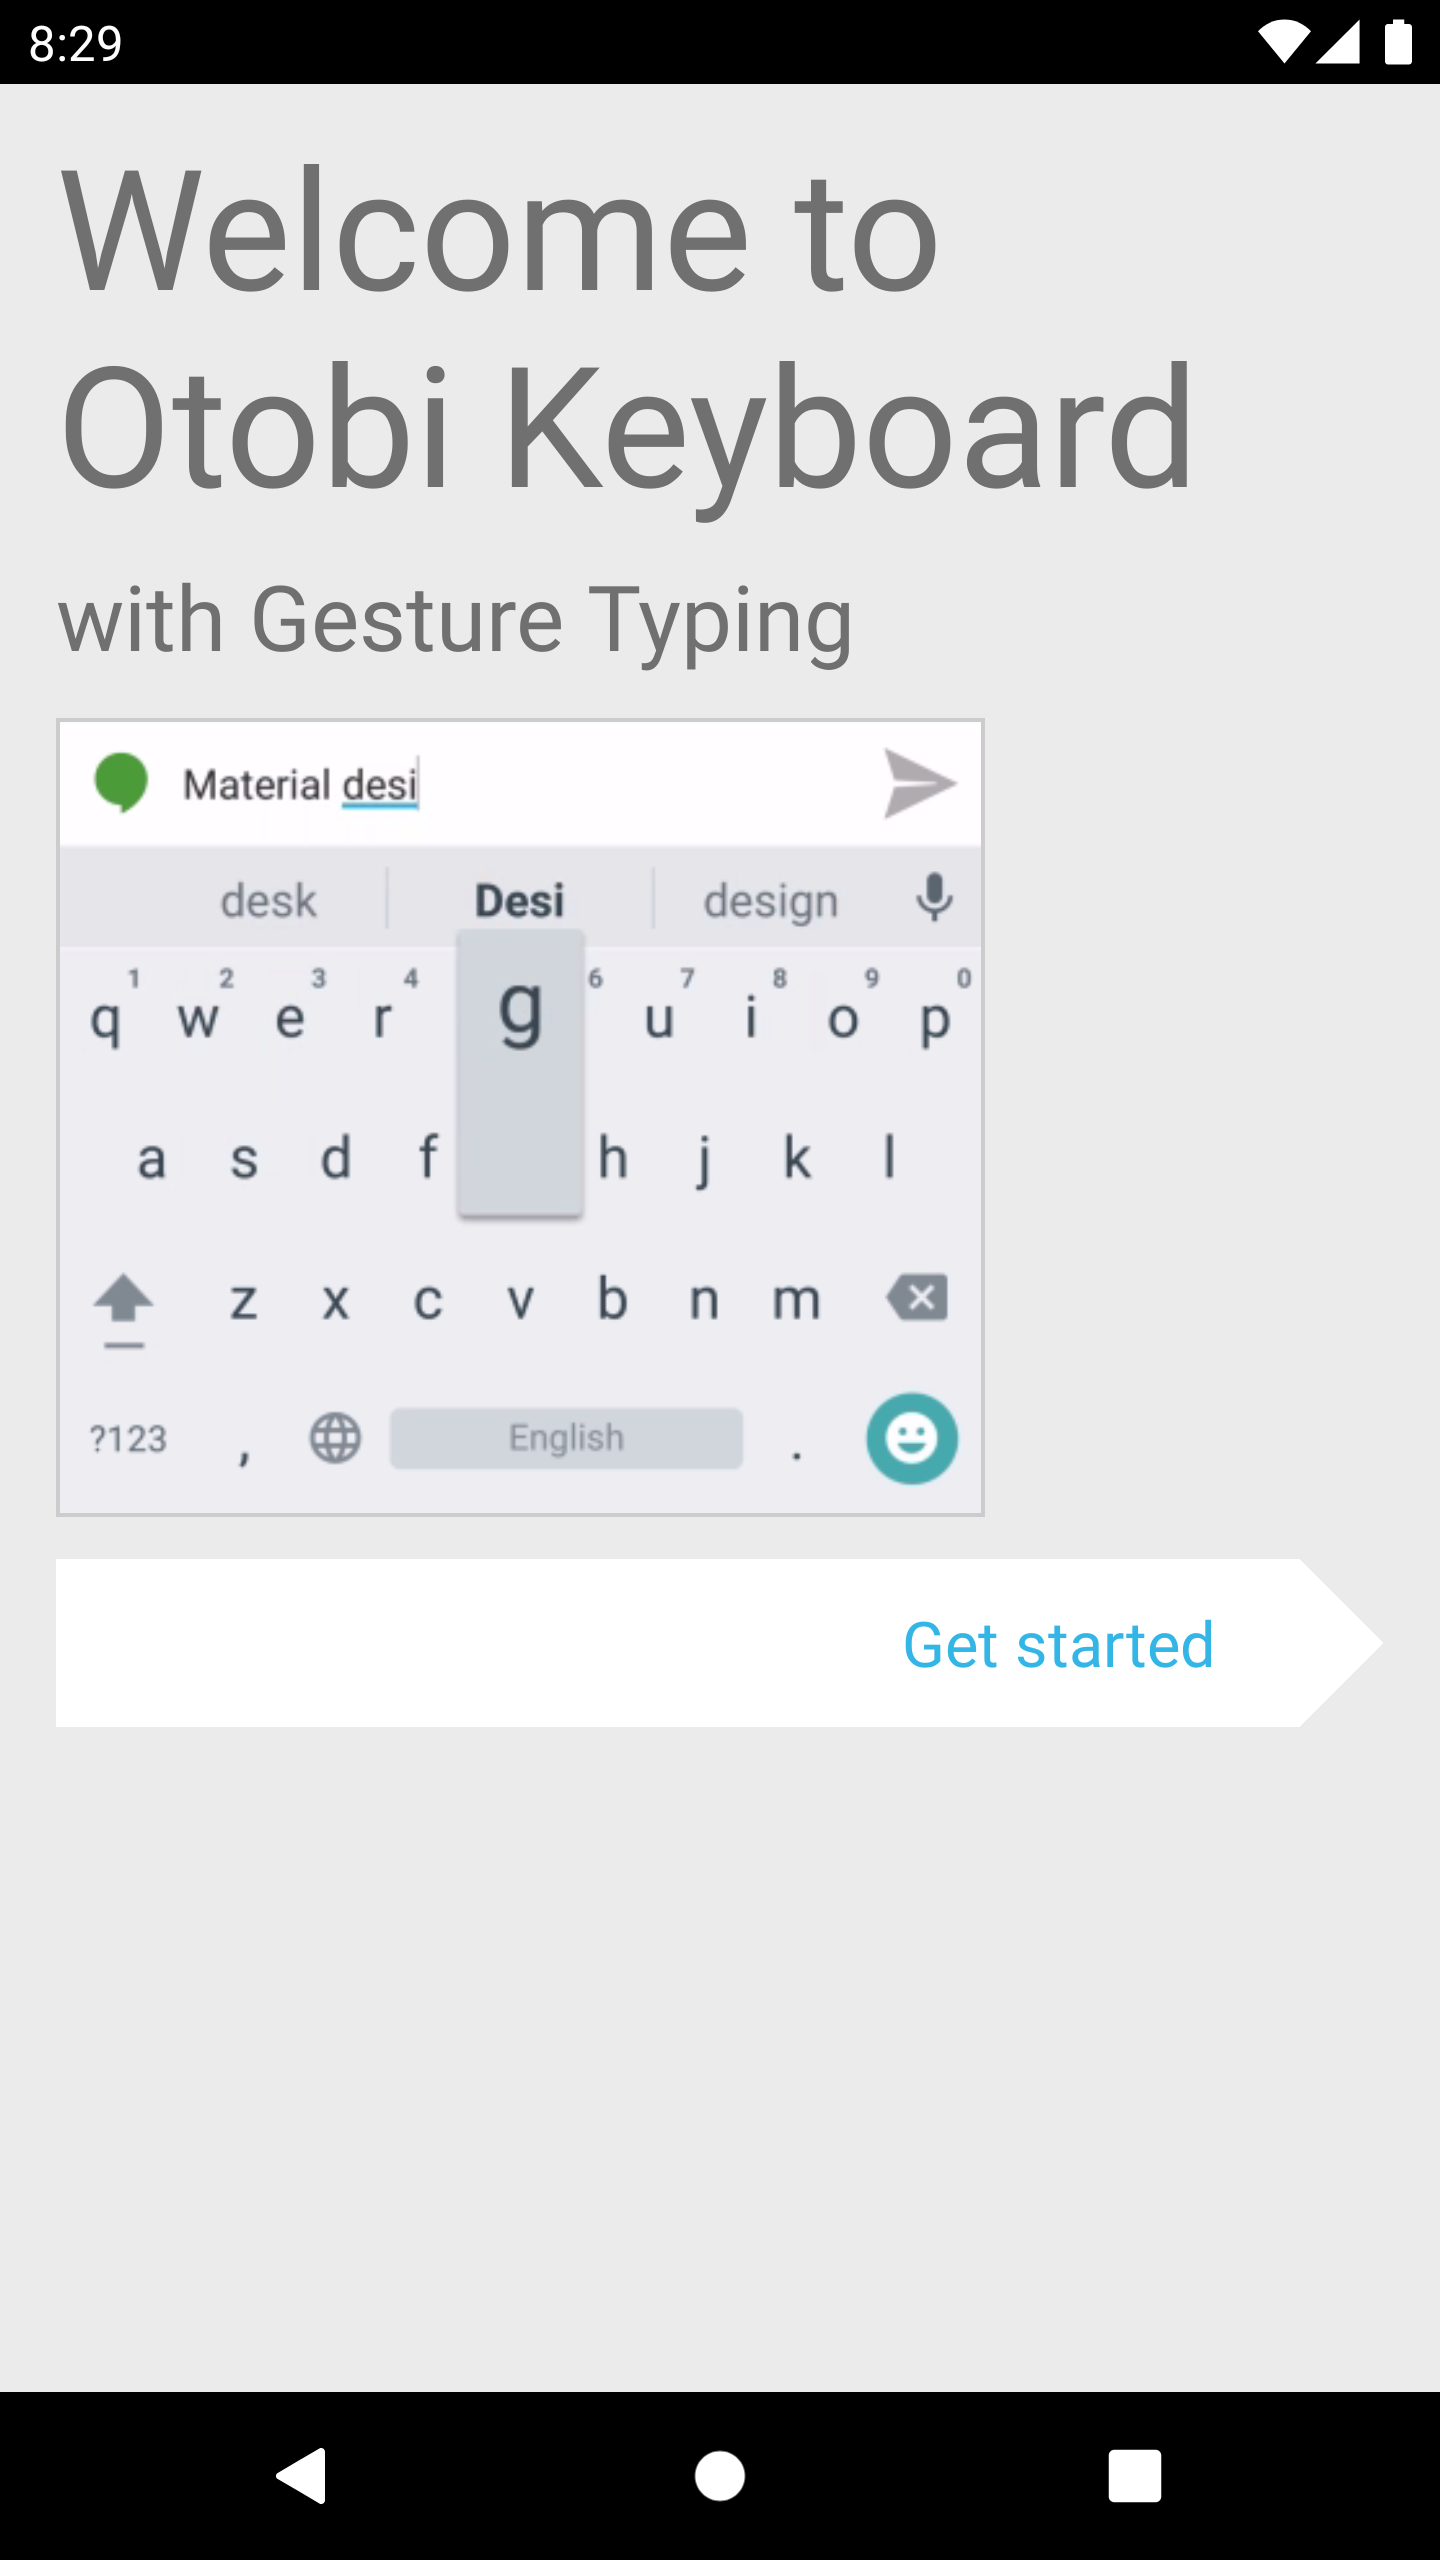 8:29
Welcome to
Otobi Keyboard
with Gesture Typing
Material desi
desk Desi design
1 2 3 4 6 7 8 9 0
q w e r g u i o p
a s d f h j k l
z x c v b n m
?123 , English .
Get started